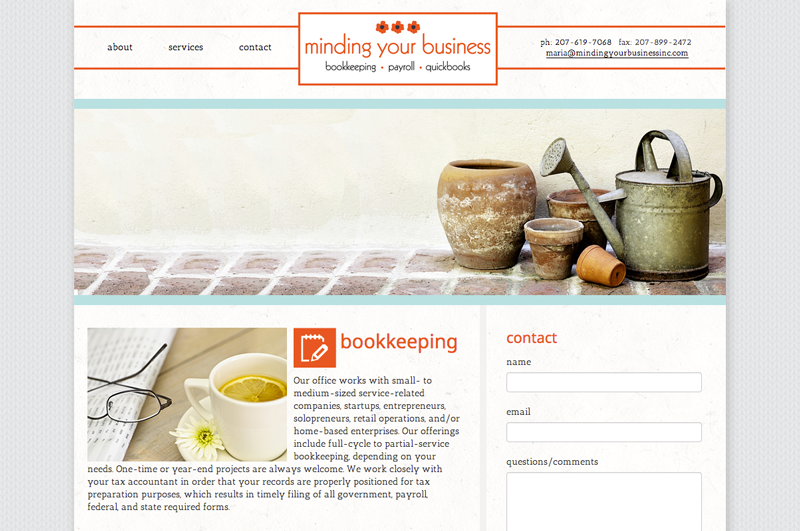 about services contact
minding your business
bookkeeping • payroll • quickbooks
ph: 207-619-7068 fax: 207-899-2472
maria@mindingyourbusinessinc.com
bookkeeping
Our office works with small- to
medium-sized service-related
companies, startups, entrepreneurs,
solopreneurs, retail operations, and/or
home-based enterprises. Our offerings
include full-cycle to partial-service
bookkeeping, depending on your
needs. One-time or year-end projects are always welcome. We work closely with
your tax accountant in order that your records are properly positioned for tax
preparation purposes, which results in timely filing of all government, payroll,
federal, and state required forms.
contact
name
email
questions/comments